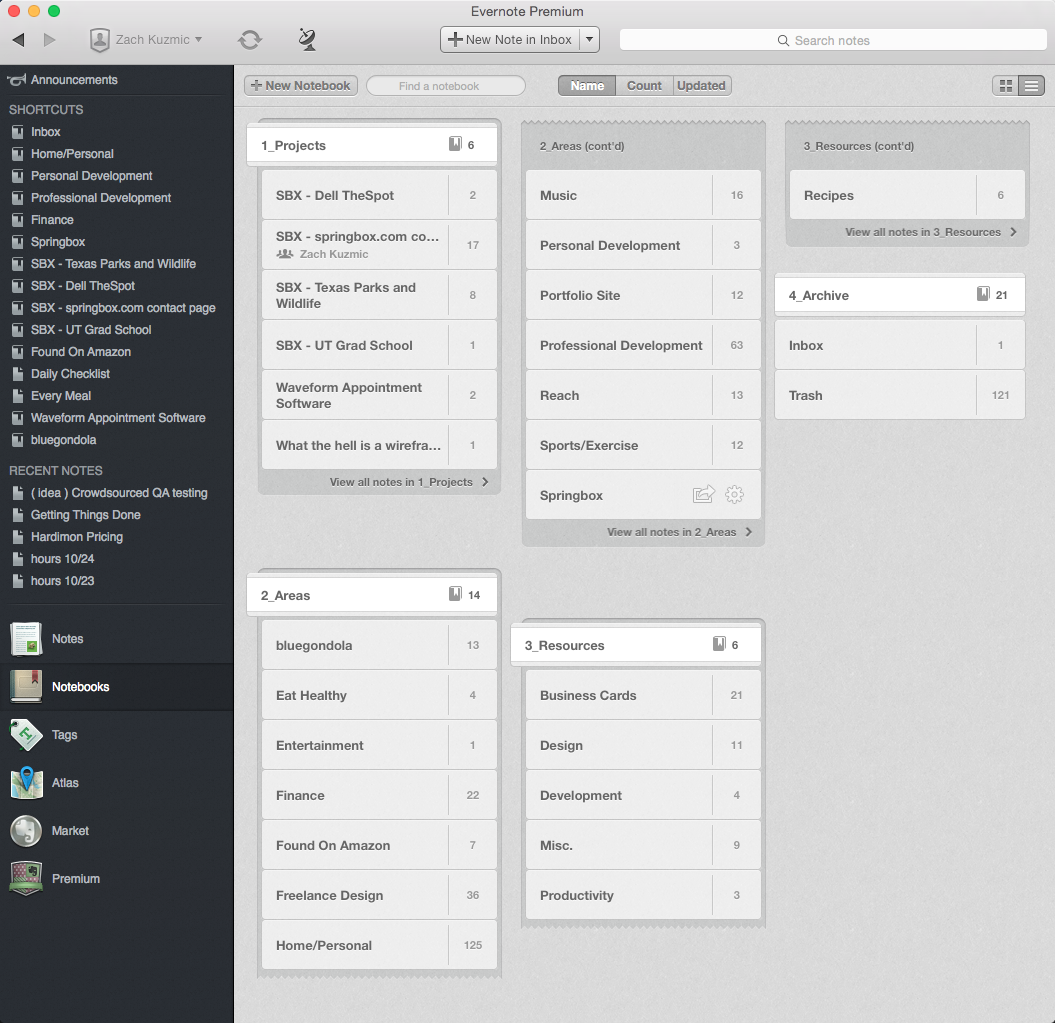 Evernote Premium
Zach Kuzmic
New Note in Inbox
Search notes
Announcements
SHORTCUTS
Inbox
Home/Personal
Personal Development
Professional Development
Finance
Springbox
SBX - Texas Parks and Wildlife
SBX - Dell TheSpot
SBX - springbox.com contact page
SBX - UT Grad School
Found On Amazon
Daily Checklist
Every Meal
Waveform Appointment Software
bluegondola
RECENT NOTES
( idea ) Crowdsourced QA testing
Getting Things Done
Hardimon Pricing
hours 10/24
hours 10/23
Notes
Notebooks
Tags
Atlas
Market
Premium
New Notebook
Find a notebook
Name Count Updated
1_Projects 6
SBX - Dell TheSpot 2
SBX - springbox.com co... 17
Zach Kuzmic
SBX - Texas Parks and
Wildlife 8
SBX - UT Grad School 1
Waveform Appointment
Software 2
What the hell is a wirefra... 1
View all notes in 1_Projects
2_Areas 14
bluegondola 13
Eat Healthy 4
Entertainment 1
Finance 22
Found On Amazon 7
Freelance Design 36
Home/Personal 125
2_Areas (cont'd)
Music 16
Personal Development 3
Portfolio Site 12
Professional Development 63
Reach 13
Sports/Exercise 12
Springbox
View all notes in 2_Areas
3_Resources 6
Business Cards 21
Design 11
Development 4
Misc. 9
Productivity 3
3_Resources (cont'd)
Recipes 6
View all notes in 3_Resources
4_Archive 21
Inbox 1
Trash 121